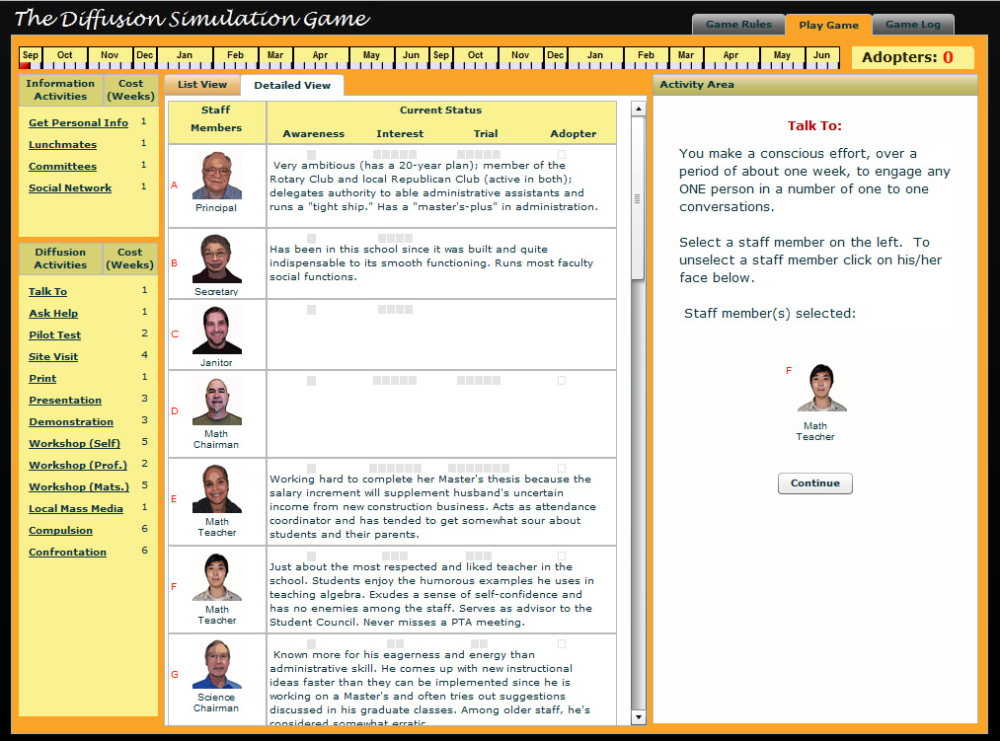 The Diffusion Simulation Game
Game Rules
Play Game
Game Log
Sep Oct Nov Dec Jan Feb Mar Apr May Jun Sep Oct Nov Dec Jan Feb Mar Apr May Jun
Adopters: 0
Information Activities
Cost (Weeks)
Get Personal Info 1
Lunchmates 1
Committees 1
Social Network 1
Diffusion Activities
Cost (Weeks)
Talk To 1
Ask Help 1
Pilot Test 2
Site Visit 4
Print 1
Presentation 3
Demonstration 3
Workshop (Self) 5
Workshop (Prof.) 2
Workshop (Mats.) 5
Local Mass Media 1
Compulsion 6
Confrontation 6
List View
Detailed View
Staff
Members
Current Status
Awareness Interest Trial Adopter
A
Principal
Very ambitious (has a 20-year plan); member of the
Rotary Club and local Republican Club (active in both);
delegates authority to able administrative assistants and
runs a "tight ship." Has a "master's-plus" in administration.
B
Secretary
Has been in this school since it was built and quite
indispensable to its smooth functioning. Runs most faculty
social functions.
C
Janitor
D
Math
Chairman
E
Math
Teacher
Working hard to complete her Master's thesis because the
salary increment will supplement husband's uncertain
income from new construction business. Acts as attendance
coordinator and has tended to get somewhat sour about
students and their parents.
F
Math
Teacher
Just about the most respected and liked teacher in the
school. Students enjoy the humorous examples he uses in
teaching algebra. Exudes a sense of self-confidence and
has no enemies among the staff. Serves as advisor to the
Student Council. Never misses a PTA meeting.
G
Science
Chairman
Known more for his eagerness and energy than
administrative skill. He comes up with new instructional
ideas faster than they can be implemented since he is
working on a Master's and often tries out suggestions
discussed in his graduate classes. Among older staff, he's
considered somewhat erratic
Activity Area
Talk To:
You make a conscious effort, over a
period of about one week, to engage any
ONE person in a number of one to one
conversations.
Select a staff member on the left. To
unselect a staff member click on his/her
face below.
Staff member(s) selected:
F
Math
Teacher
Continue